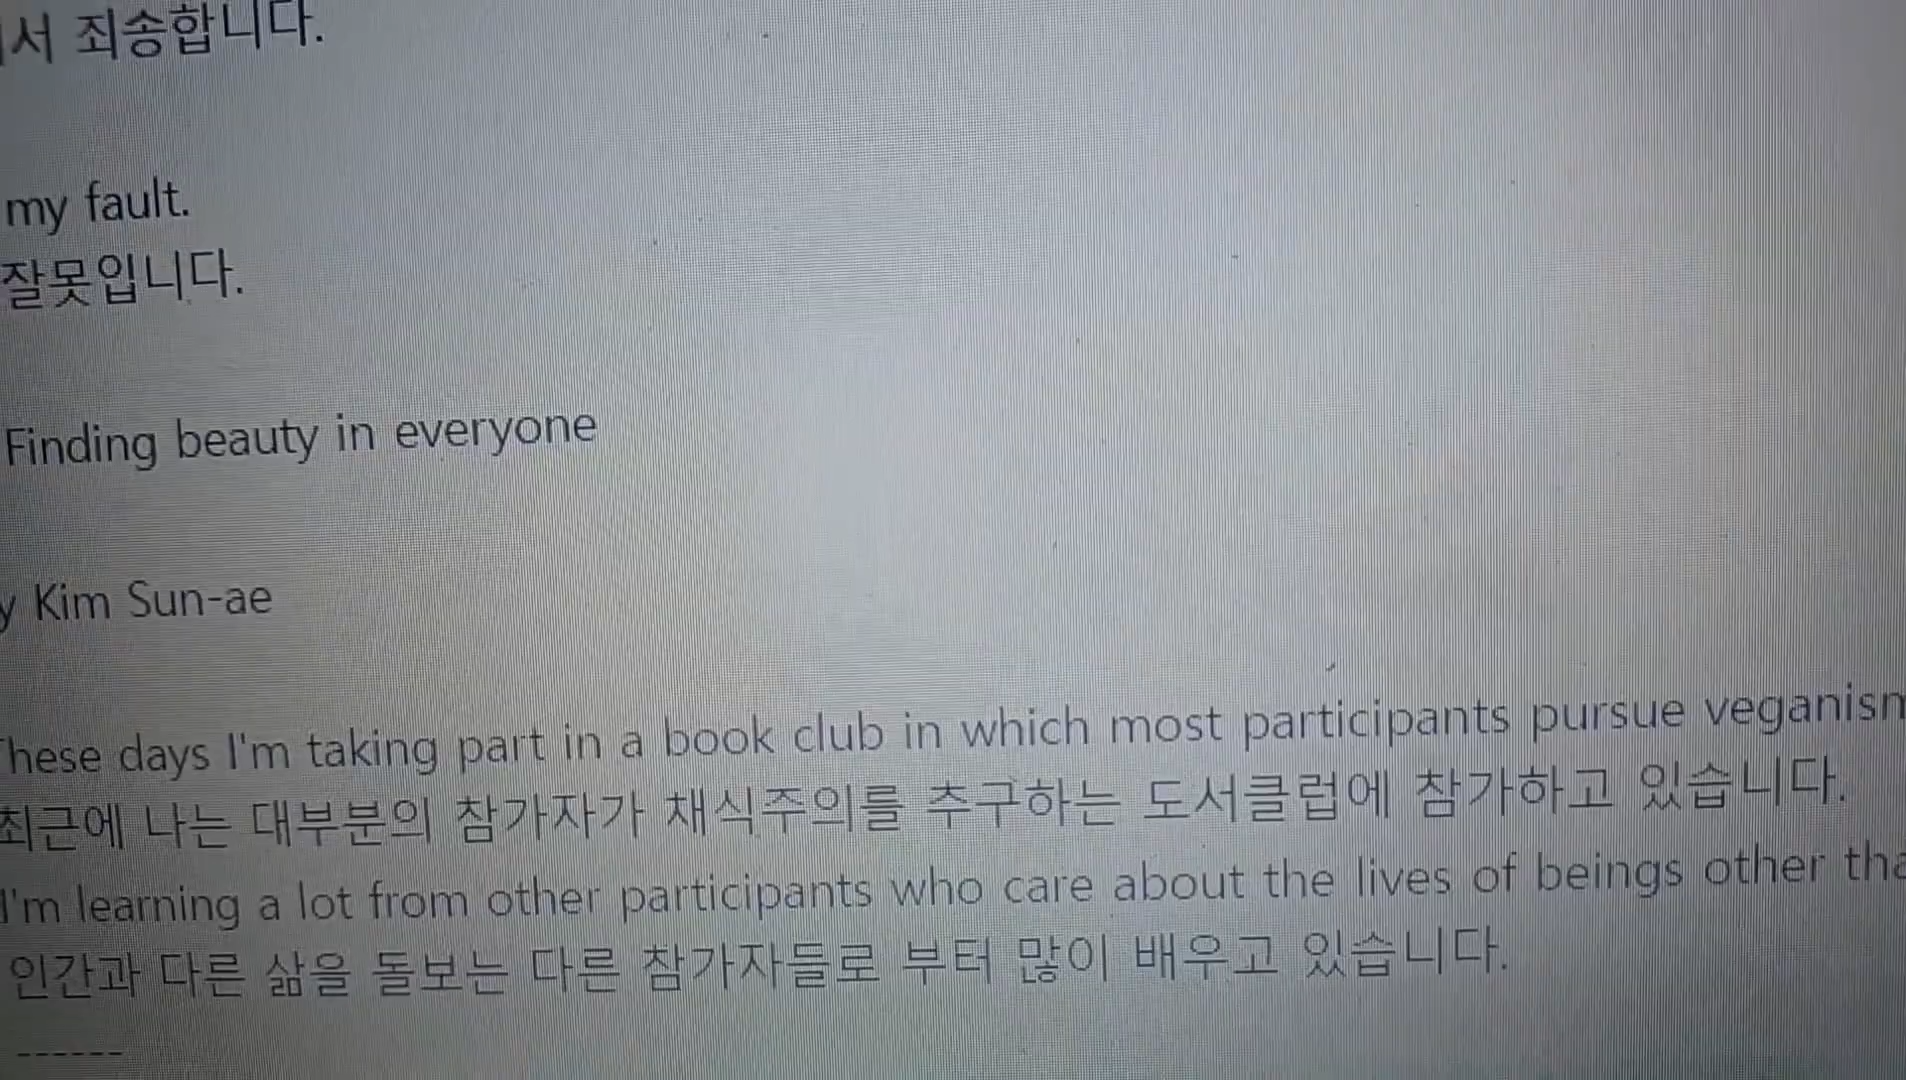 서 죄송합니다.
my fault.
잘못입니다.
Finding beauty in everyone
Kim Sun-ae
These days I'm taking part in a book club in which most participants pursue veganism
최근에 나는 대부분의 참가자가 채식주의를 추구하는 도서클럽에 참가하고 있습니다.
I'm learning a lot from other participants who care about the lives of beings other
인간과 다른 삶을 돌보는 다른 참가자들로 부터 많이 배우고 있습니다.
------